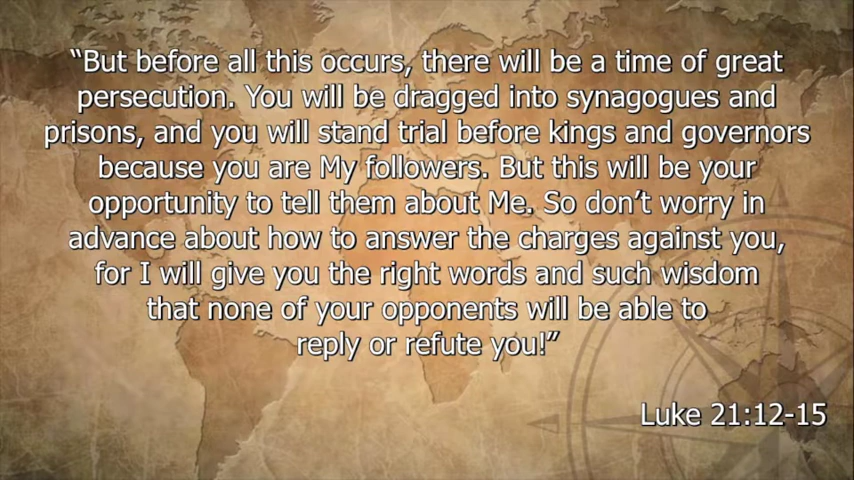 “But before all this occurs, there will be a time of great
persecution. You will be dragged into synagogues and
prisons, and you will stand trial before kings and governors
because you are My followers. But this will be your
opportunity to tell them about Me. So don’t worry in
advance about how to answer the charges against you,
for I will give you the right words and such wisdom
that none of your opponents will be able to
reply or refute you!”
Luke 21:12-15